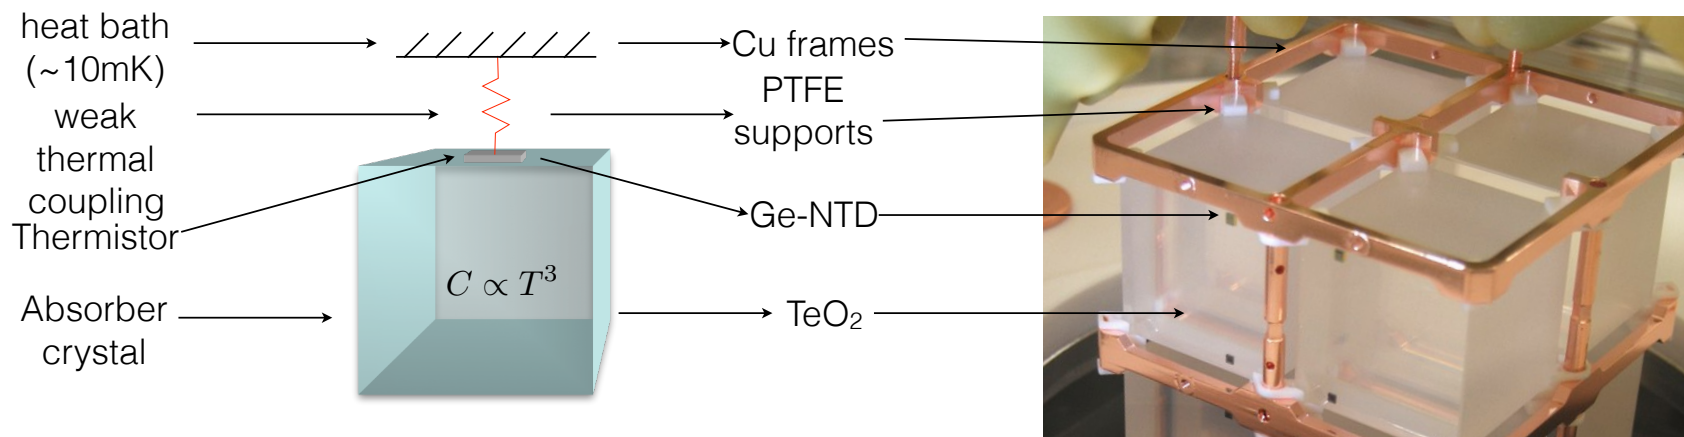 heat bath
(~10mK)
weak
thermal
coupling
Thermistor
Absorber
crystal
C ∝ T³
Cu frames
PTFE
supports
Ge-NTD
TeO₂